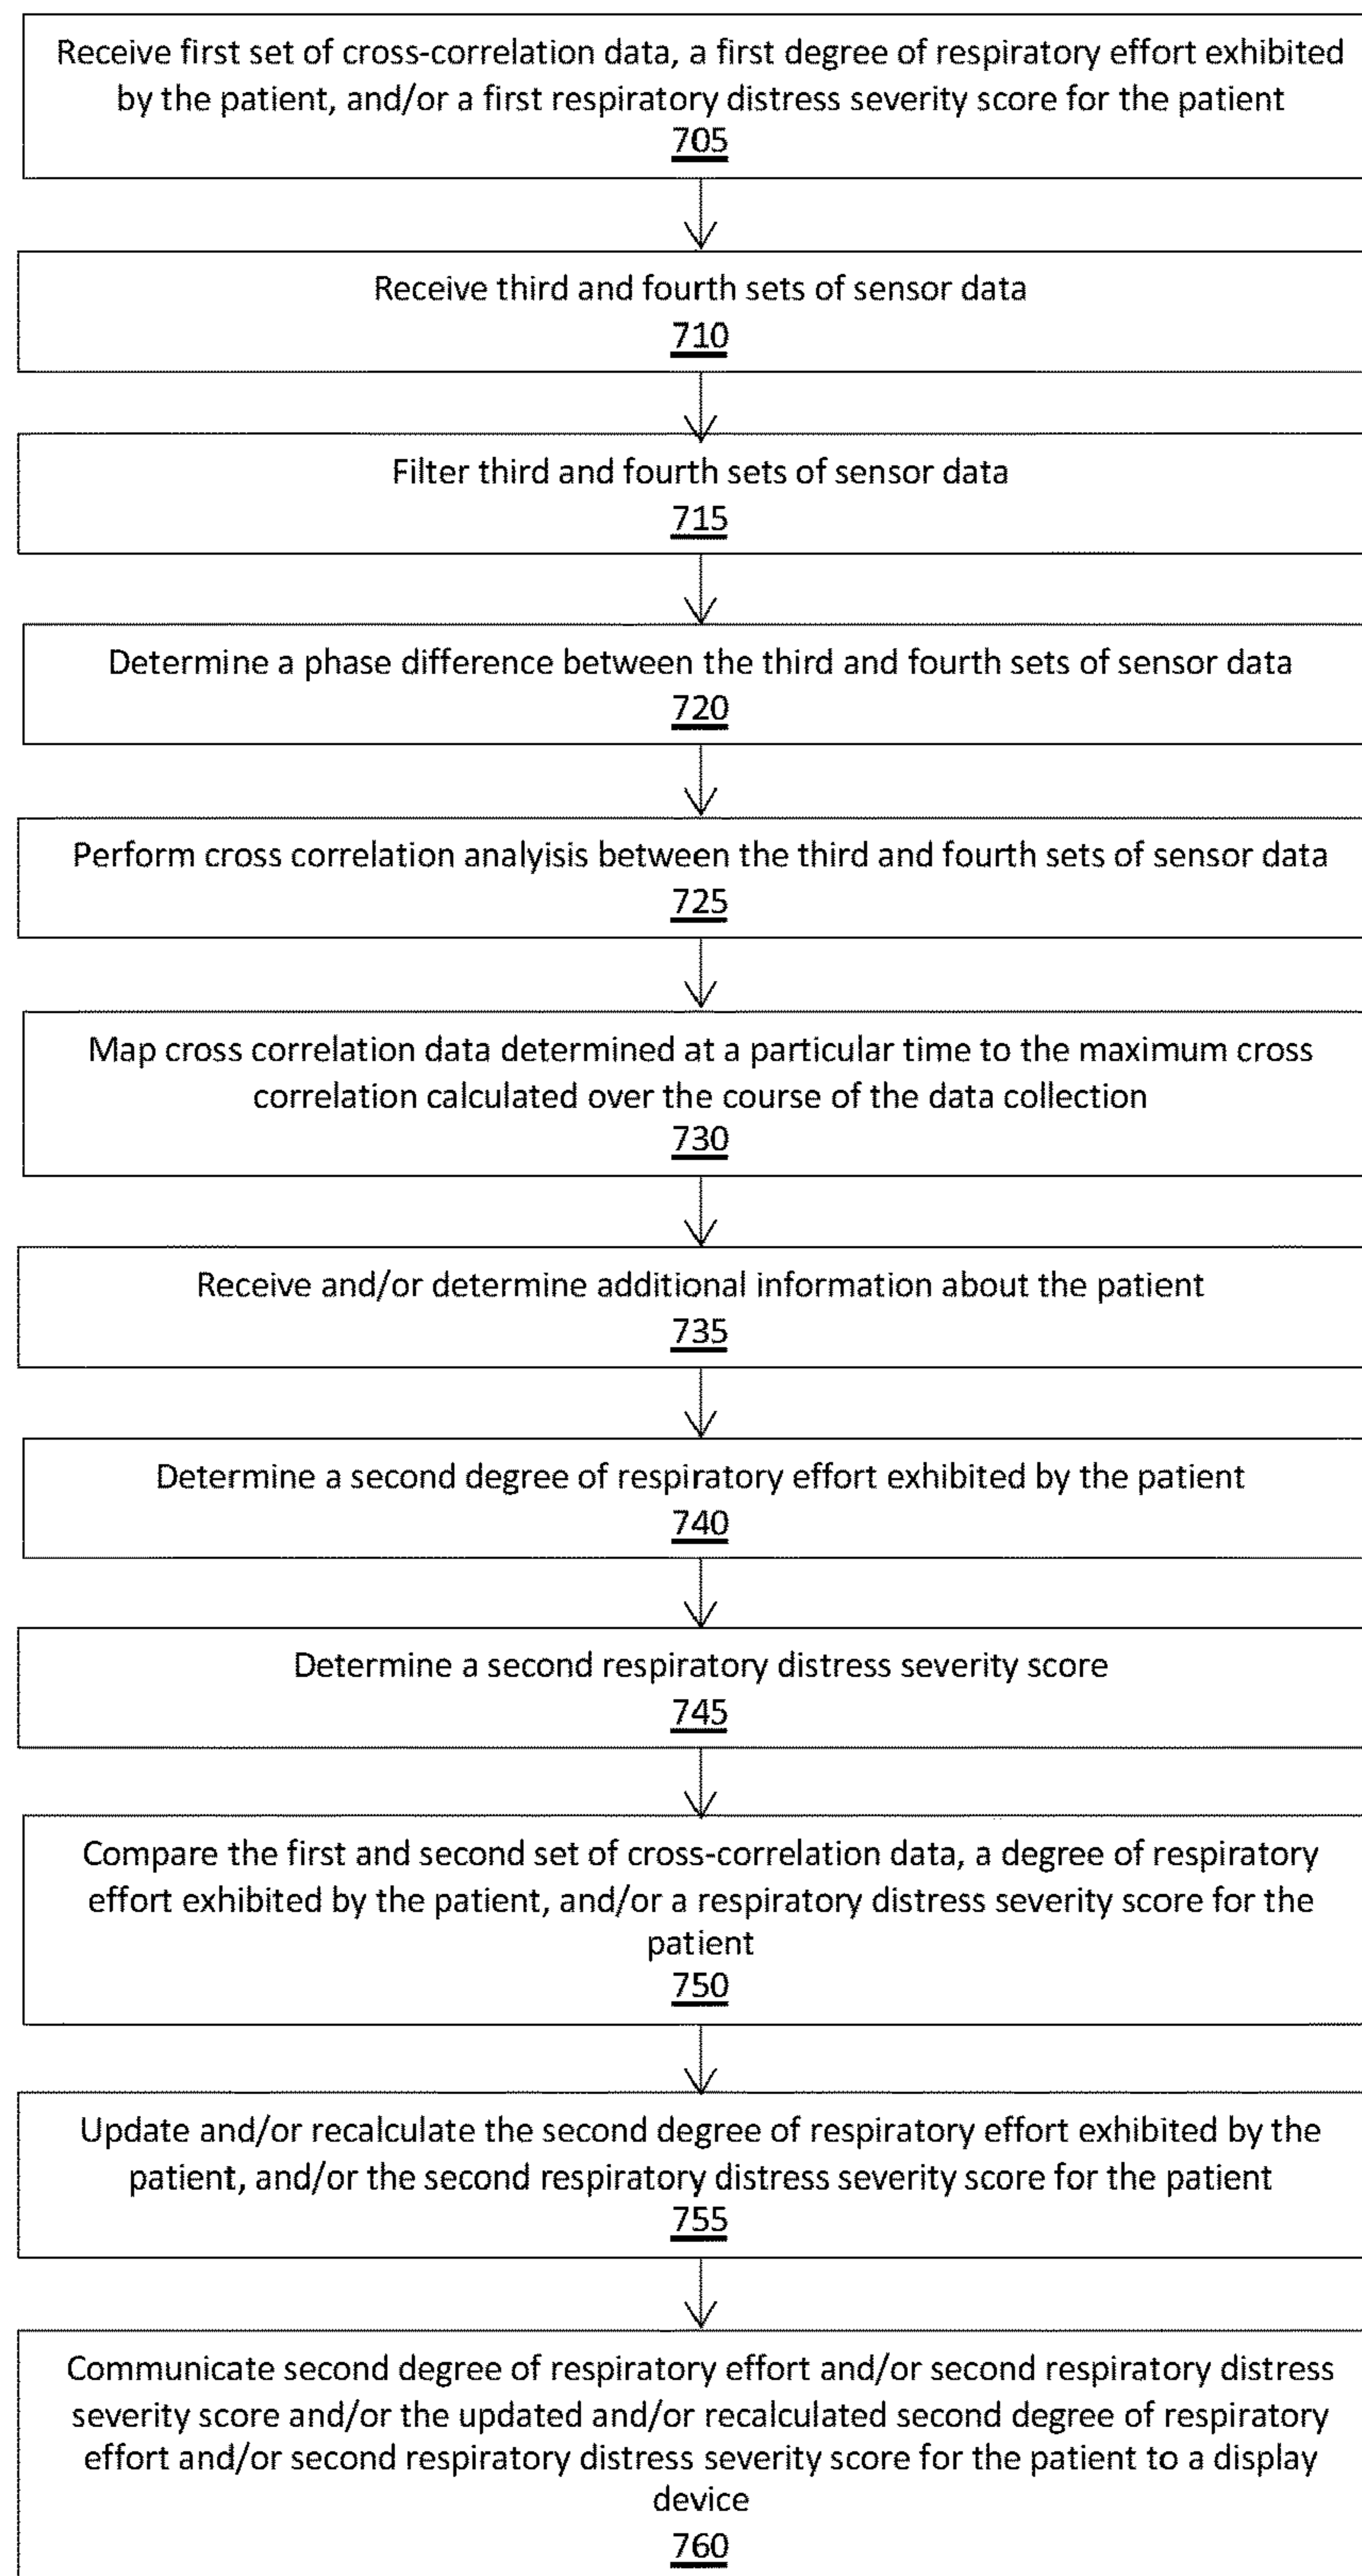 Receive first set of cross-correlation data, a first degree of respiratory effort exhibited
by the patient, and/or a first respiratory distress severity score for the patient
705
Receive third and fourth sets of sensor data
710
Filter third and fourth sets of sensor data
715
Determine a phase difference between the third and fourth sets of sensor data
720
Perform cross correlation analyisis between the third and fourth sets of sensor data
725
Map cross correlation data determined at a particular time to the maximum cross
correlation calculated over the course of the data collection
730
Receive and/or determine additional information about the patient
735
Determine a second degree of respiratory effort exhibited by the patient
740
Determine a second respiratory distress severity score
745
Compare the first and second set of cross-correlation data, a degree of respiratory
effort exhibited by the patient, and/or a respiratory distress severity score for the
patient
750
Update and/or recalculate the second degree of respiratory effort exhibited by the
patient, and/or the second respiratory distress severity score for the patient
755
Communicate second degree of respiratory effort and/or second respiratory distress
severity score and/or the updated and/or recalculated second degree of respiratory
effort and/or second respiratory distress severity score for the patient to a display
device
760